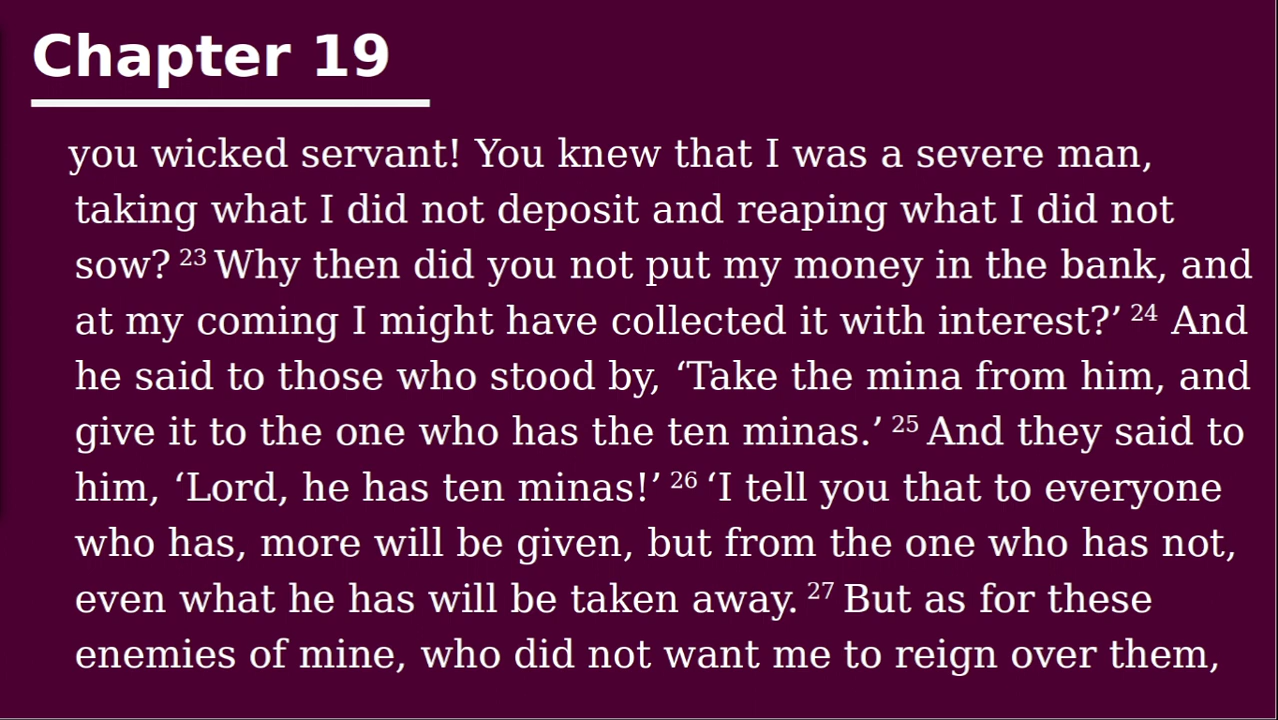 Chapter 19
you wicked servant! You knew that I was a severe man,
taking what I did not deposit and reaping what I did not
sow? 23 Why then did you not put my money in the bank, and
at my coming I might have collected it with interest?’ 24 And
he said to those who stood by, ‘Take the mina from him, and
give it to the one who has the ten minas.’ 25 And they said to
him, ‘Lord, he has ten minas!’ 26 ‘I tell you that to everyone
who has, more will be given, but from the one who has not,
even what he has will be taken away. 27 But as for these
enemies of mine, who did not want me to reign over them,